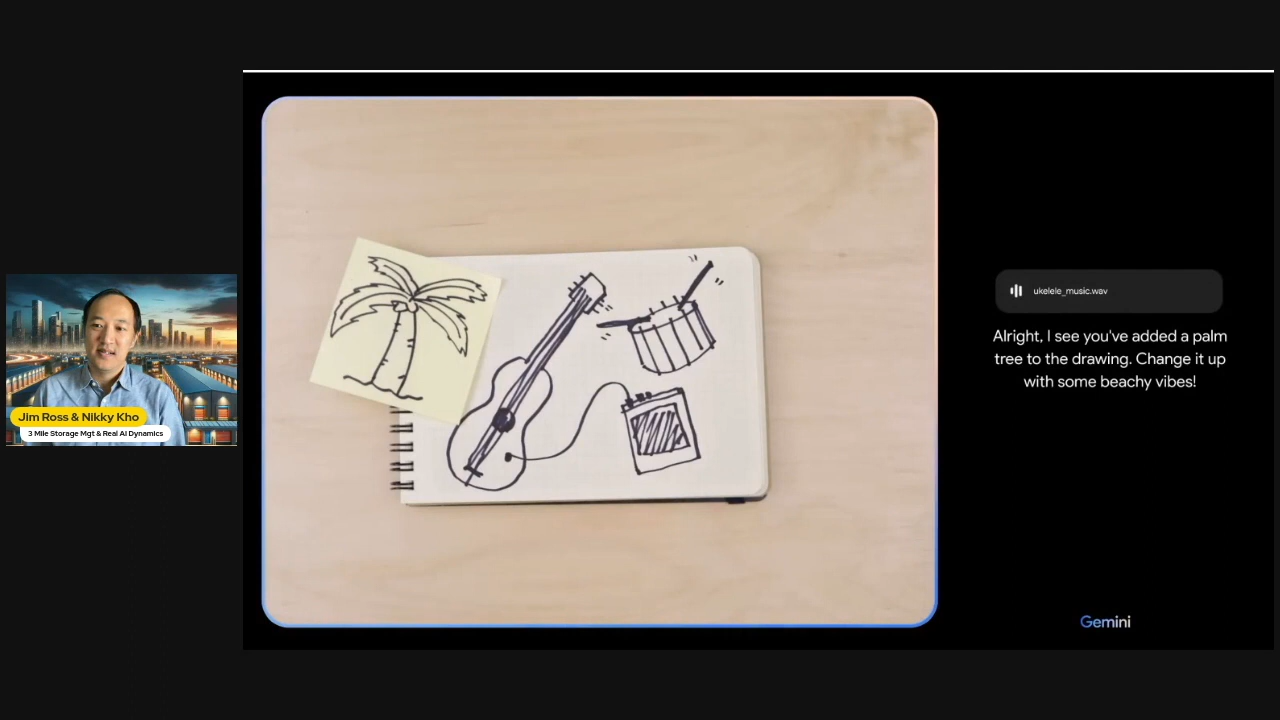 Jim Ross & Nikky Kho
3 Mile Storage Mgt & Real AI Dynamics
ukelele_music.wav
Alright, I see you've added a palm
tree to the drawing. Change it up
with some beachy vibes!
Gemini